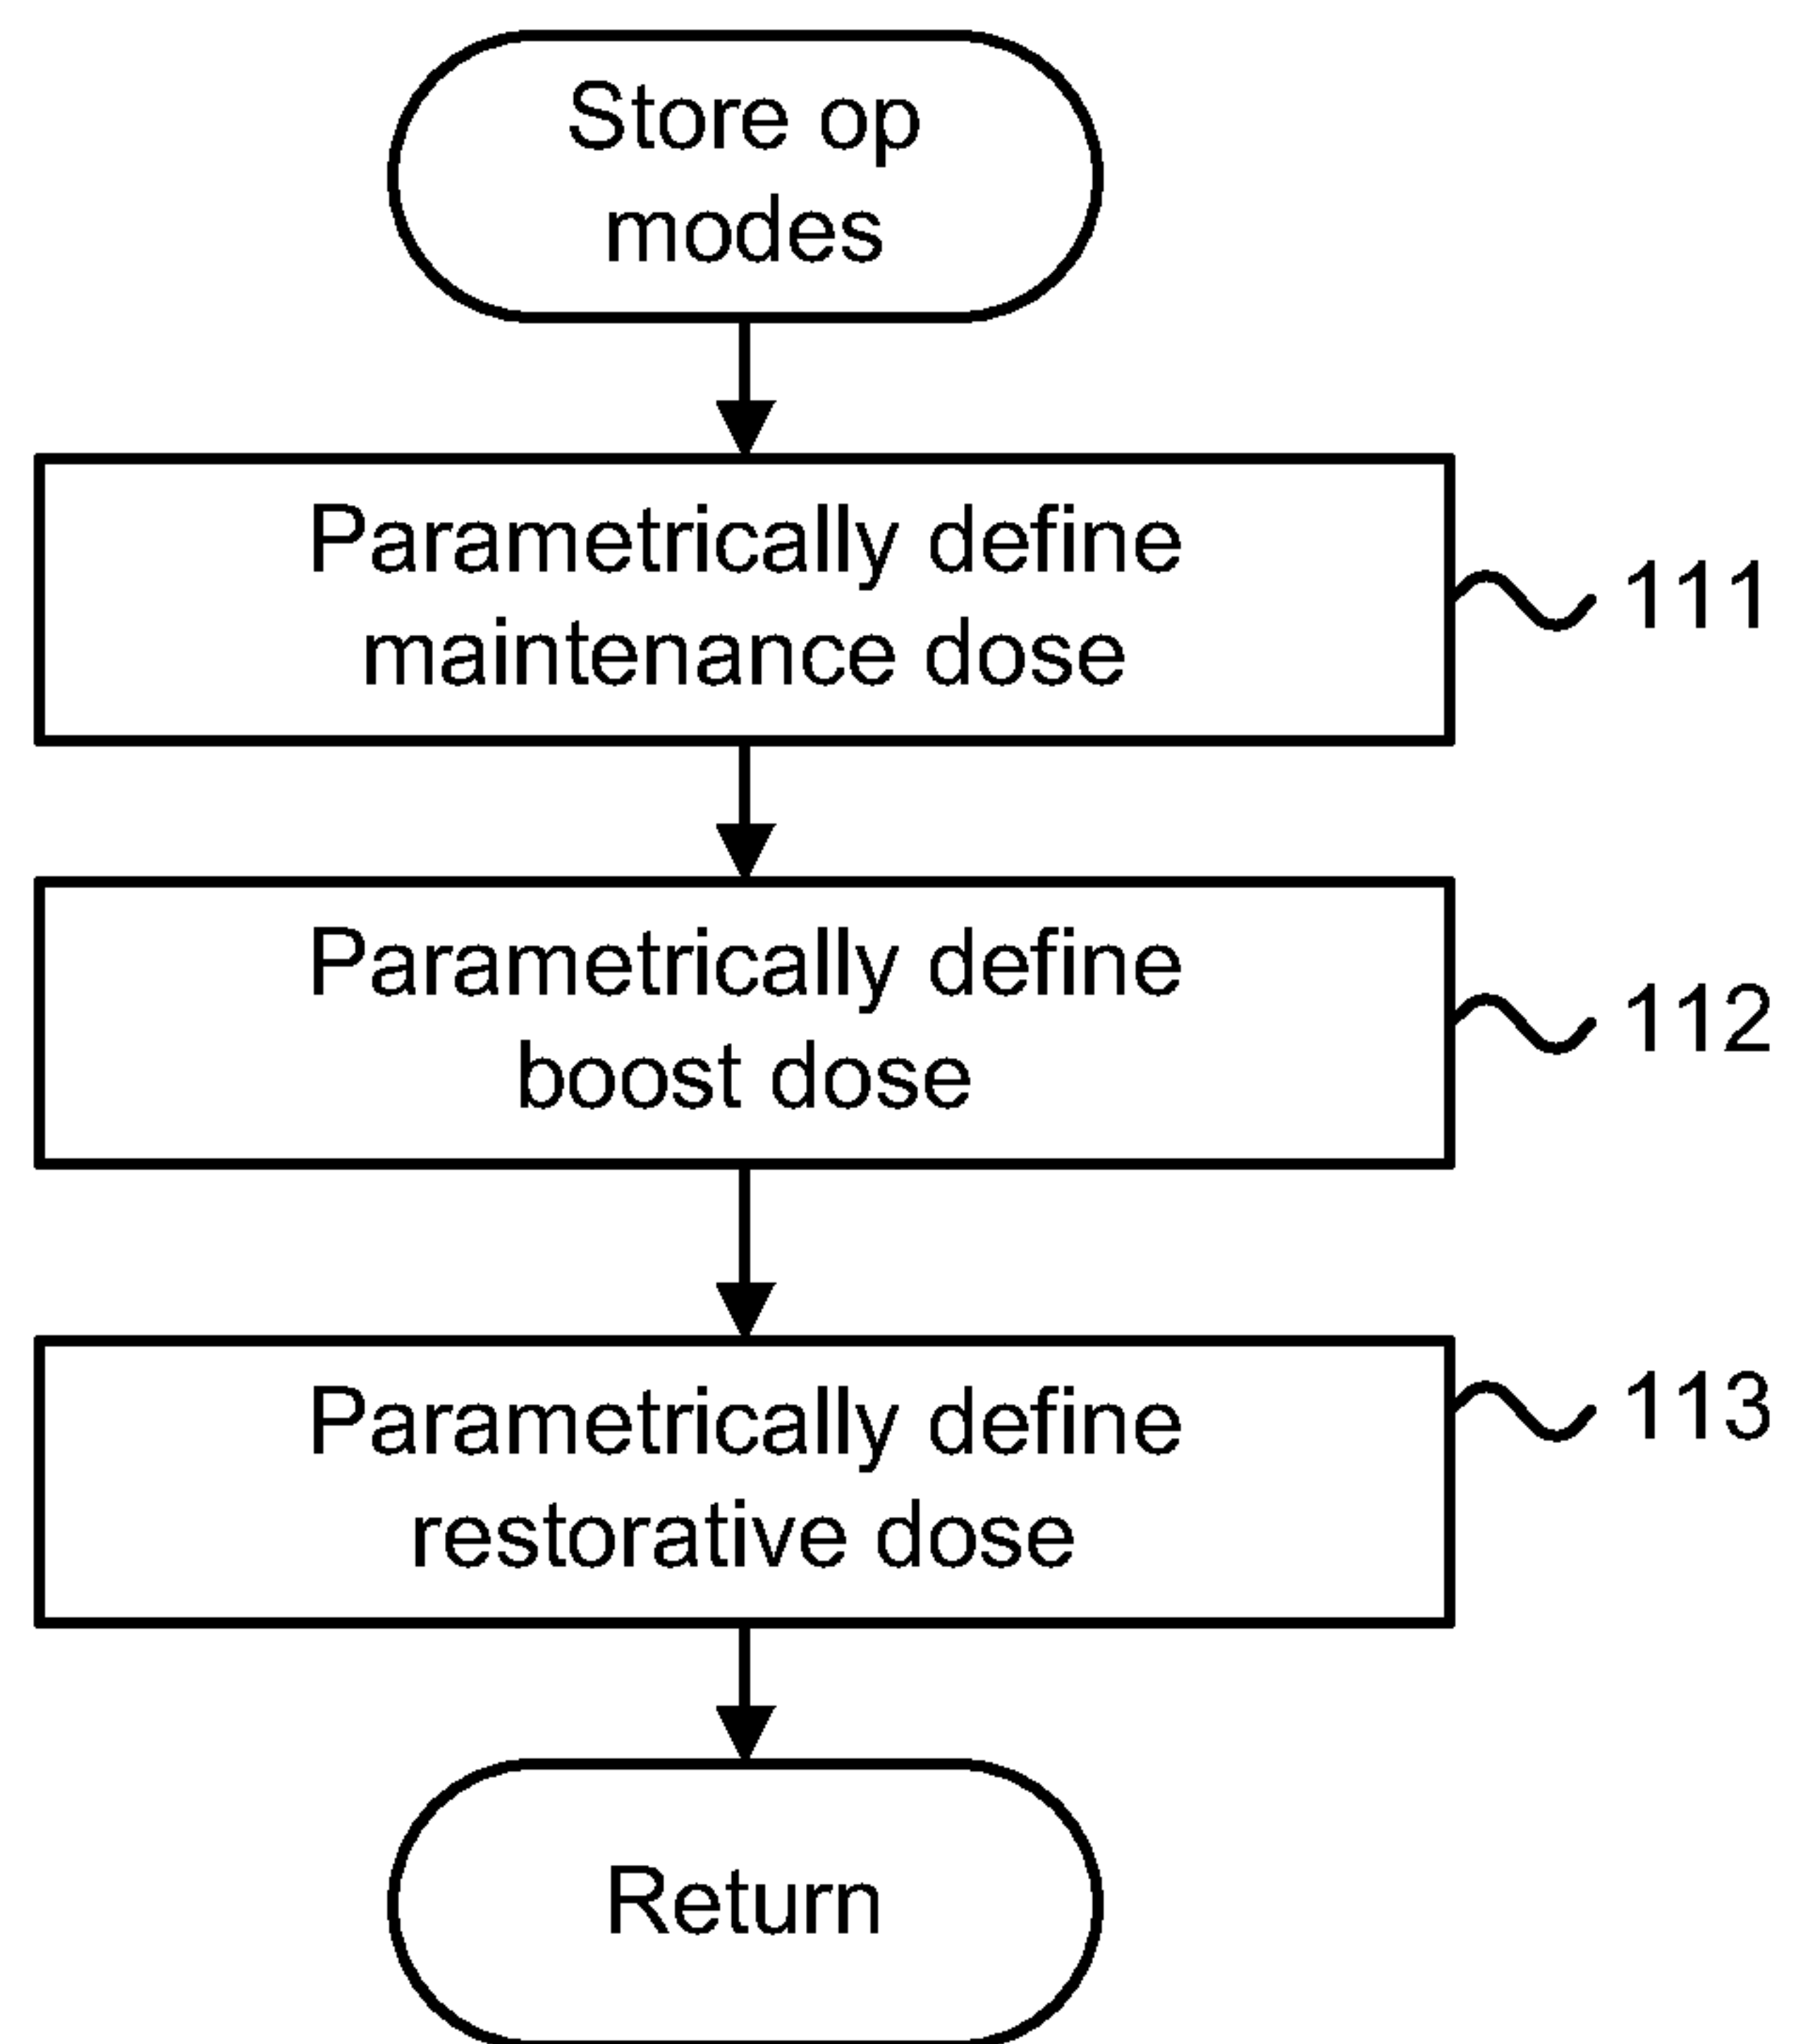 Store op
modes
Parametrically define
maintenance dose
111
Parametrically define
boost dose
112
Parametrically define
restorative dose
113
Return